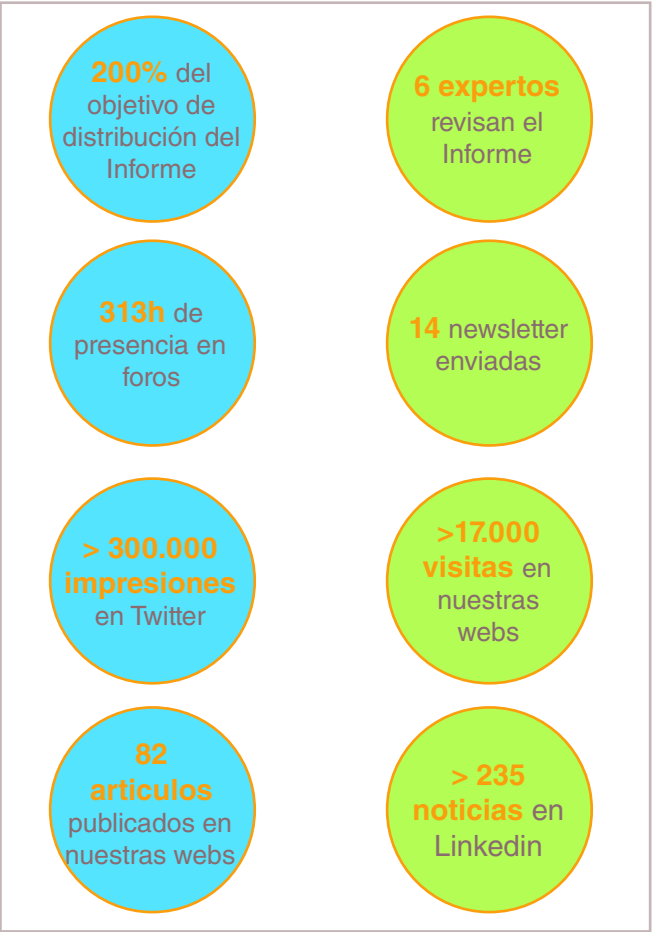 200% del
objetivo de
distribución del
Informe
6 expertos
revisan el
Informe
313h de
presencia en
foros
14 newsletter
enviadas
> 300.000
impresiones
en Twitter
>17.000
visitas en
nuestras
webs
82
articulos
publicados en
nuestras webs
> 235
noticias en
Linkedin